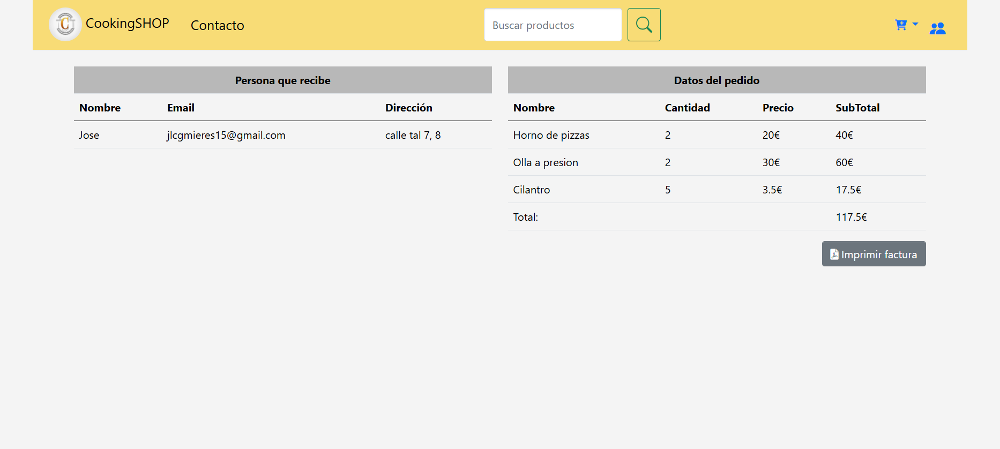 C CookingSHOP Contacto Buscar productos
Persona que recibe
Nombre Email Dirección
Jose jlcgmieres15@gmail.com calle tal 7, 8
Datos del pedido
Nombre Cantidad Precio SubTotal
Horno de pizzas 2 20€ 40€
Olla a presion 2 30€ 60€
Cilantro 5 3.5€ 17.5€
Total: 117.5€
Imprimir factura